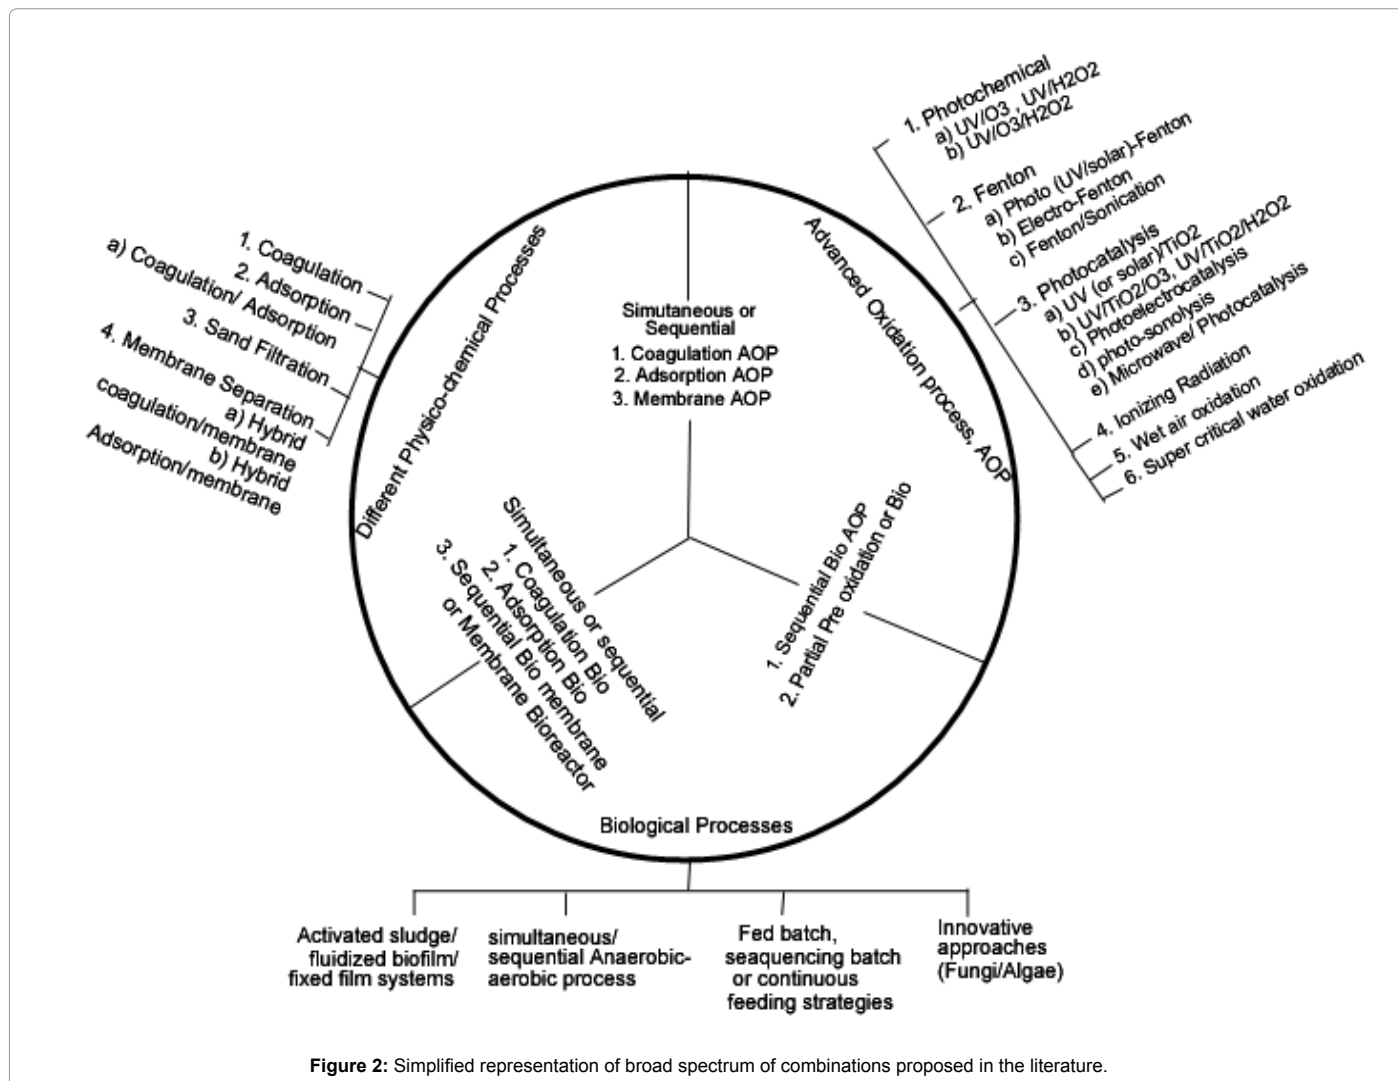 1. Photochemical
a) UV/O3 , UV/H2O2
b) UV/O3/H2O2
2. Fenton
a) Photo (UV/solar)-Fenton
b) Electro-Fenton
c) Fenton/Sonication
3. Photocatalysis
a) UV (or solar)/TiO2
b) UV/TiO2/O3, UV/TiO2/H2O2
c) Photoelectrocatalysis
d) photo-sonolysis
e) Microwave/ Photocatalysis
4. Ionizing Radiation
5. Wet air oxidation
6. Super critical water oxidation
Advanced Oxidation process, AOP
1. Coagulation
2. Adsorption
a) Coagulation/ Adsorption
3. Sand Filtration
4. Membrane Separation
a) Hybrid
coagulation/membrane
b) Hybrid
Adsorption/membrane
Different Physico-chemical Processes
Simutaneous or
Sequential
1. Coagulation AOP
2. Adsorption AOP
3. Membrane AOP
Simultaneous or sequential
1. Coagulation Bio
2. Adsorption Bio
3. Sequential Bio membrane
or Membrane Bioreactor
1. Sequential Bio AOP
2. Partial Pre oxidation or Bio
Biological Processes
Activated sludge/
fluidized biofilm/
fixed film systems
simultaneous/
sequential Anaerobic-
aerobic process
Fed batch,
seaquencing batch
or continuous
feeding strategies
Innovative
approaches
(Fungi/Algae)
Figure 2: Simplified representation of broad spectrum of combinations proposed in the literature.